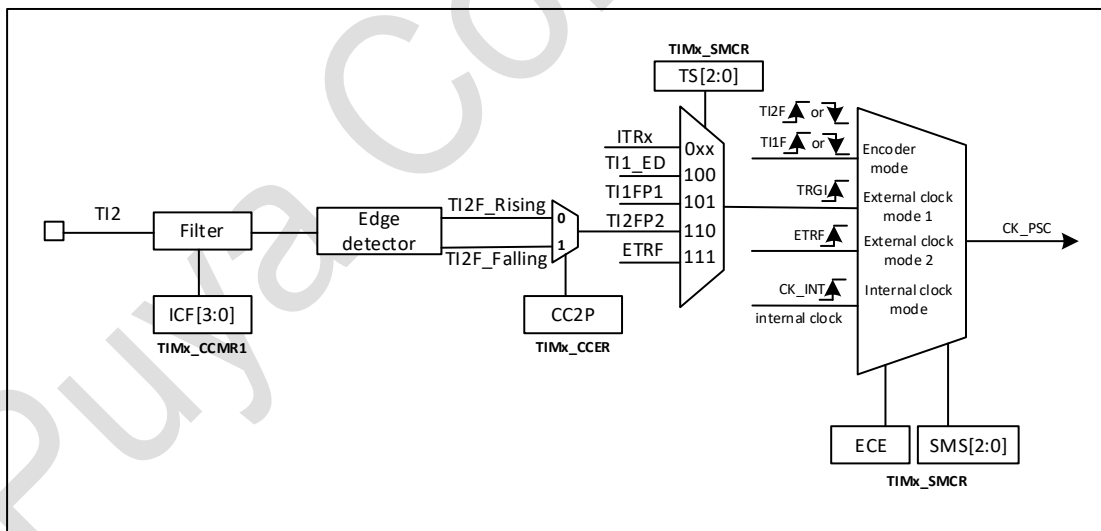 Puya Co
TIMx_SMCR
TS[2:0]
TI2F or
TI1F or
ITRx
0xx
Encoder
mode
TI1_ED
100
TRGI
TI1FP1
101
External clock
mode 1
TI2
Filter
Edge
detector
TI2F_Rising
0
TI2FP2
110
ETRF
External clock
mode 2
CK_PSC
1
TI2F_Falling
ETRF
111
CK_INT
Internal clock
mode
internal clock
ICF[3:0]
CC2P
TIMx_CCMR1
TIMx_CCER
ECE
SMS[2:0]
TIMx_SMCR